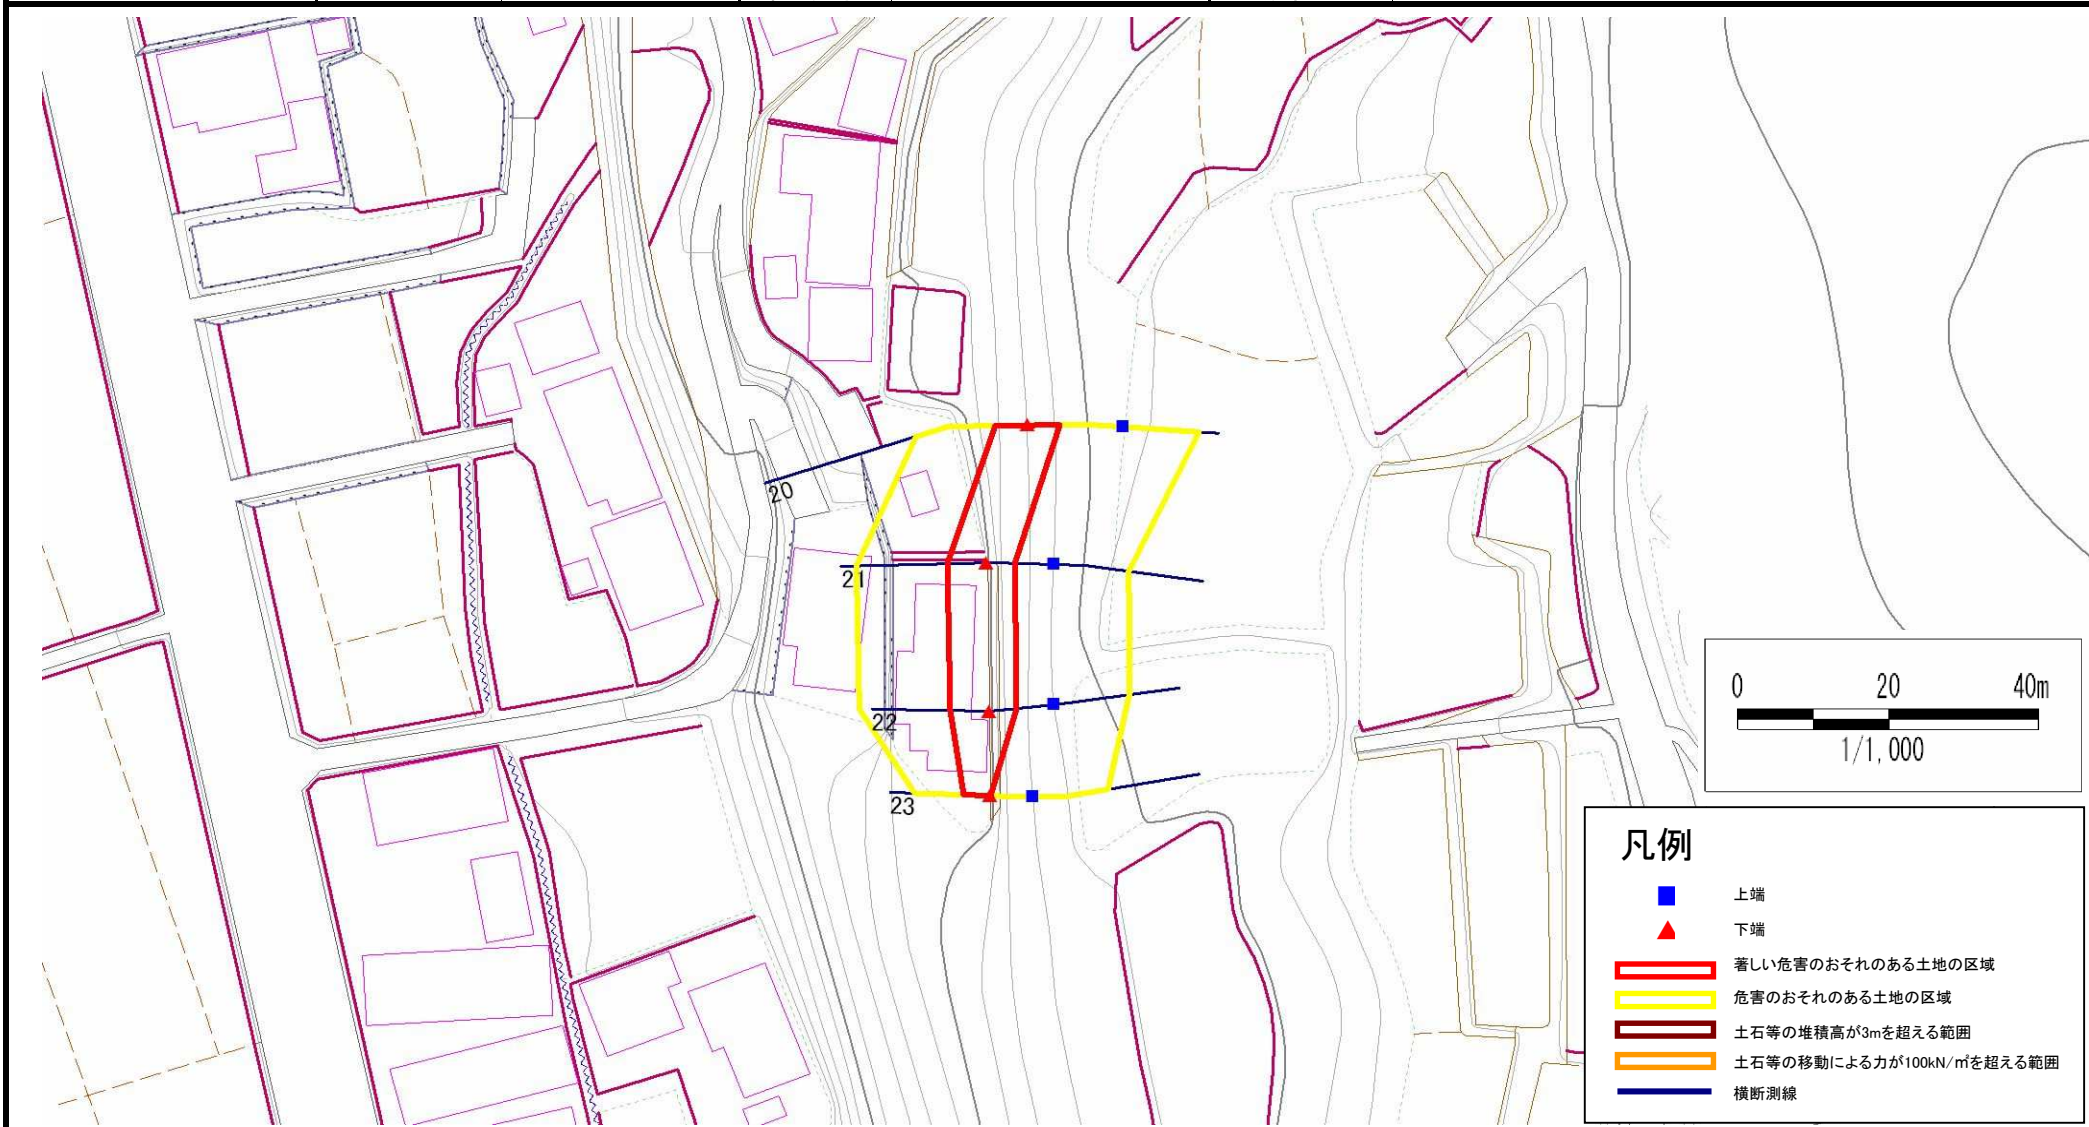 20
21
22
23
0 20 40m
1/1,000
凡例
上端
下端
著しい危害のおそれのある土地の区域
危害のおそれのある土地の区域
土石等の堆積高が3mを超える範囲
土石等の移動による力が100kN/㎡を超える範囲
横断測線